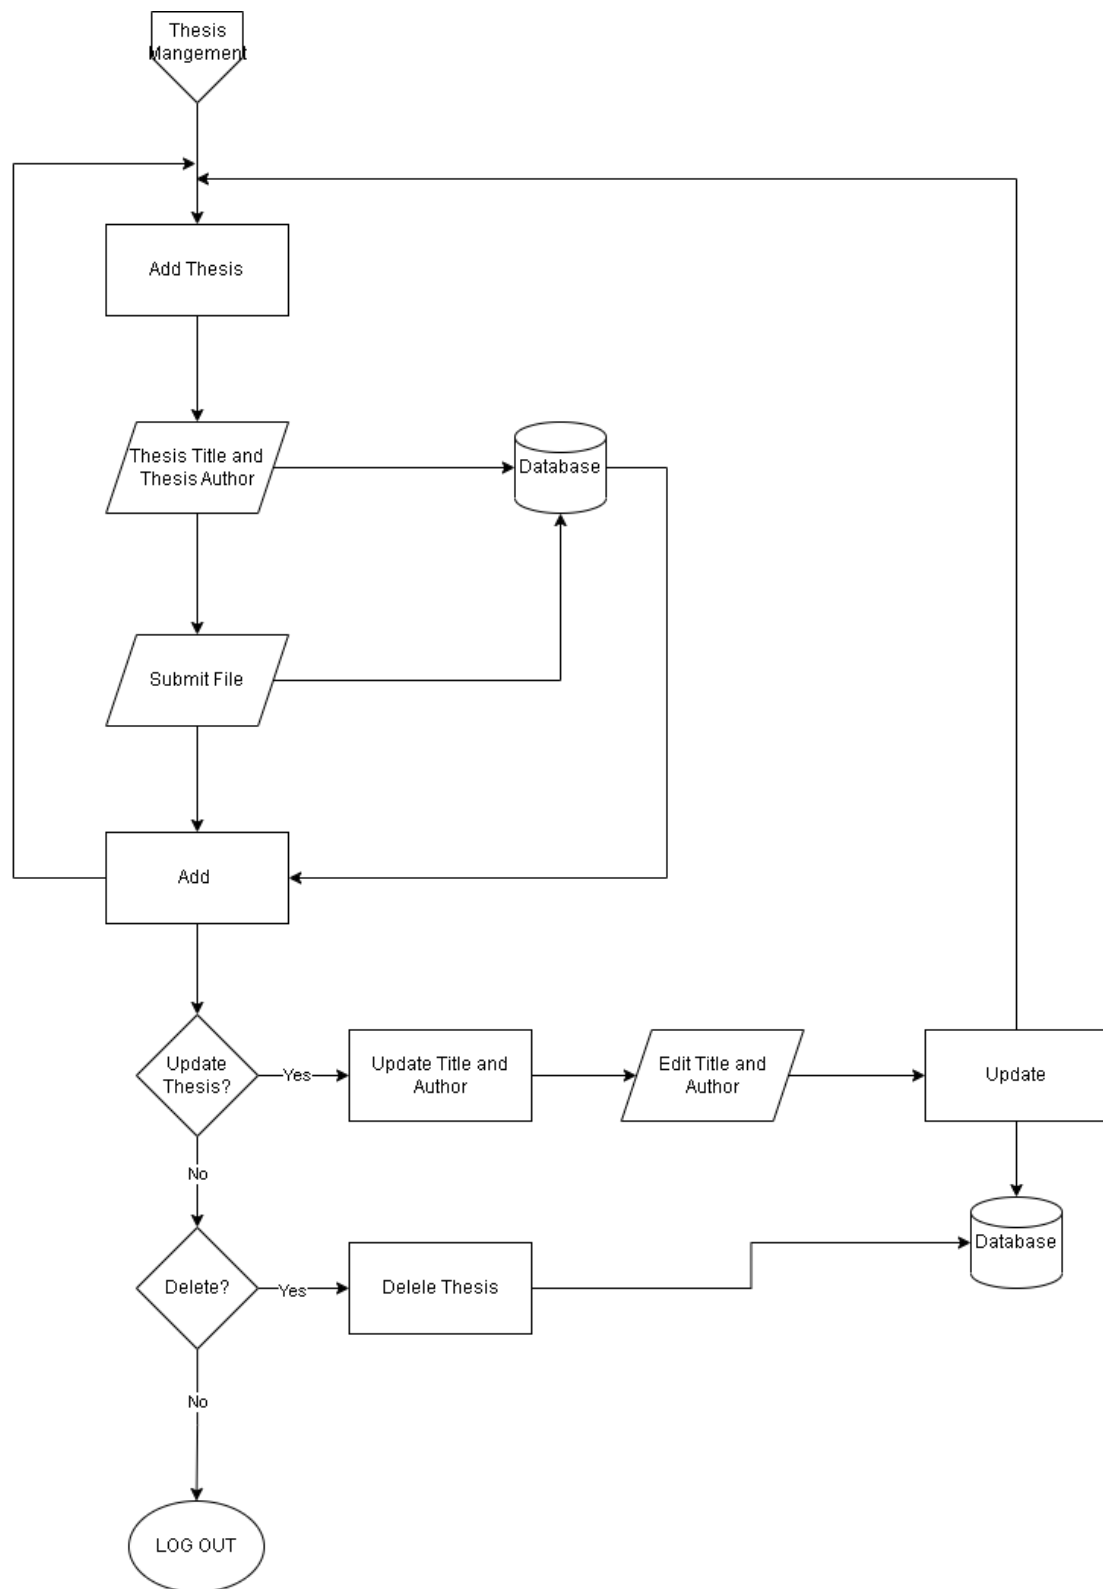 Thesis
Mangement
Add Thesis
Thesis Title and
Thesis Author
Database
Submit File
Add
Update
Thesis?
Yes
Update Title and
Author
Edit Title and
Author
Update
No
Database
Delete?
Yes
Delele Thesis
No
LOG OUT